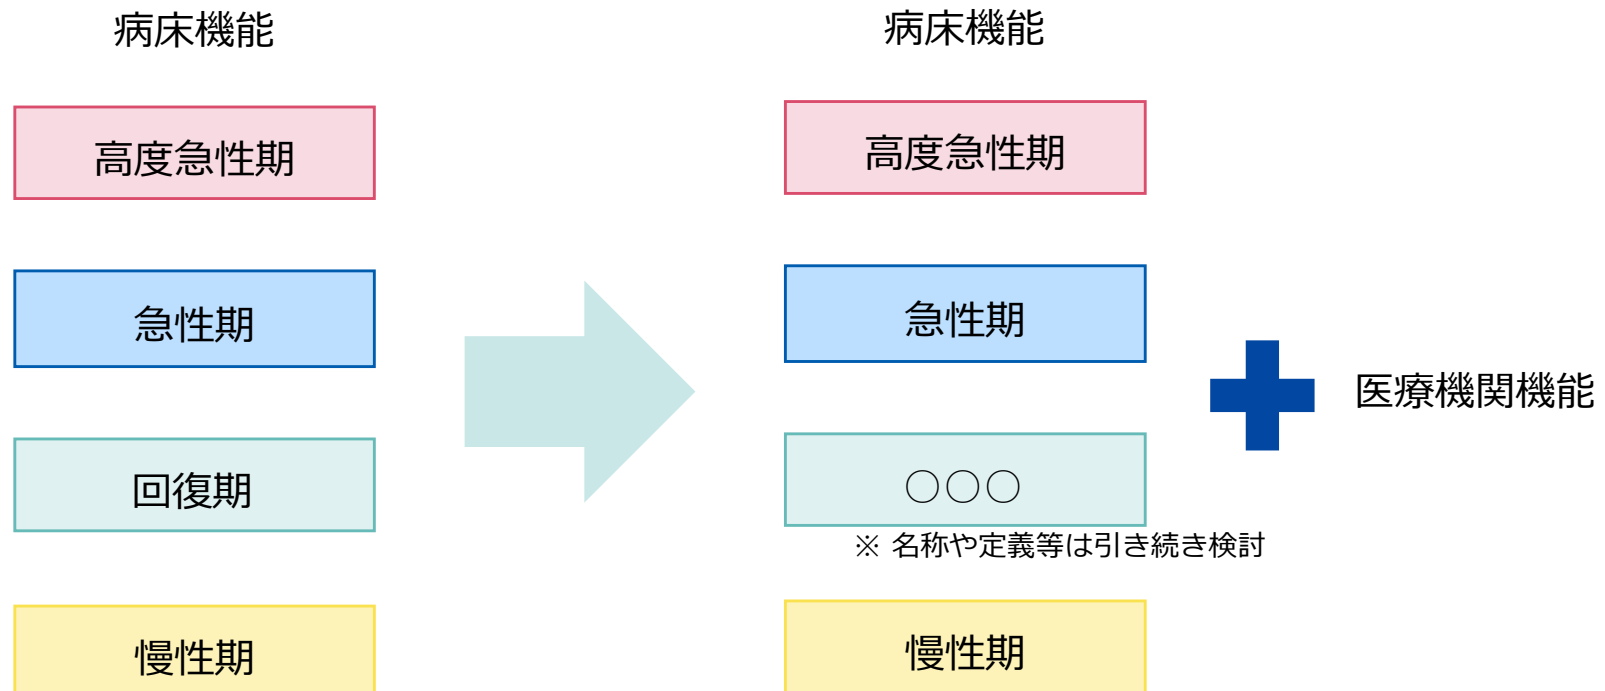 病床機能
高度急性期
急性期
回復期
慢性期
病床機能
高度急性期
急性期
○○○
※ 名称や定義等は引き続き検討
慢性期
医療機関機能